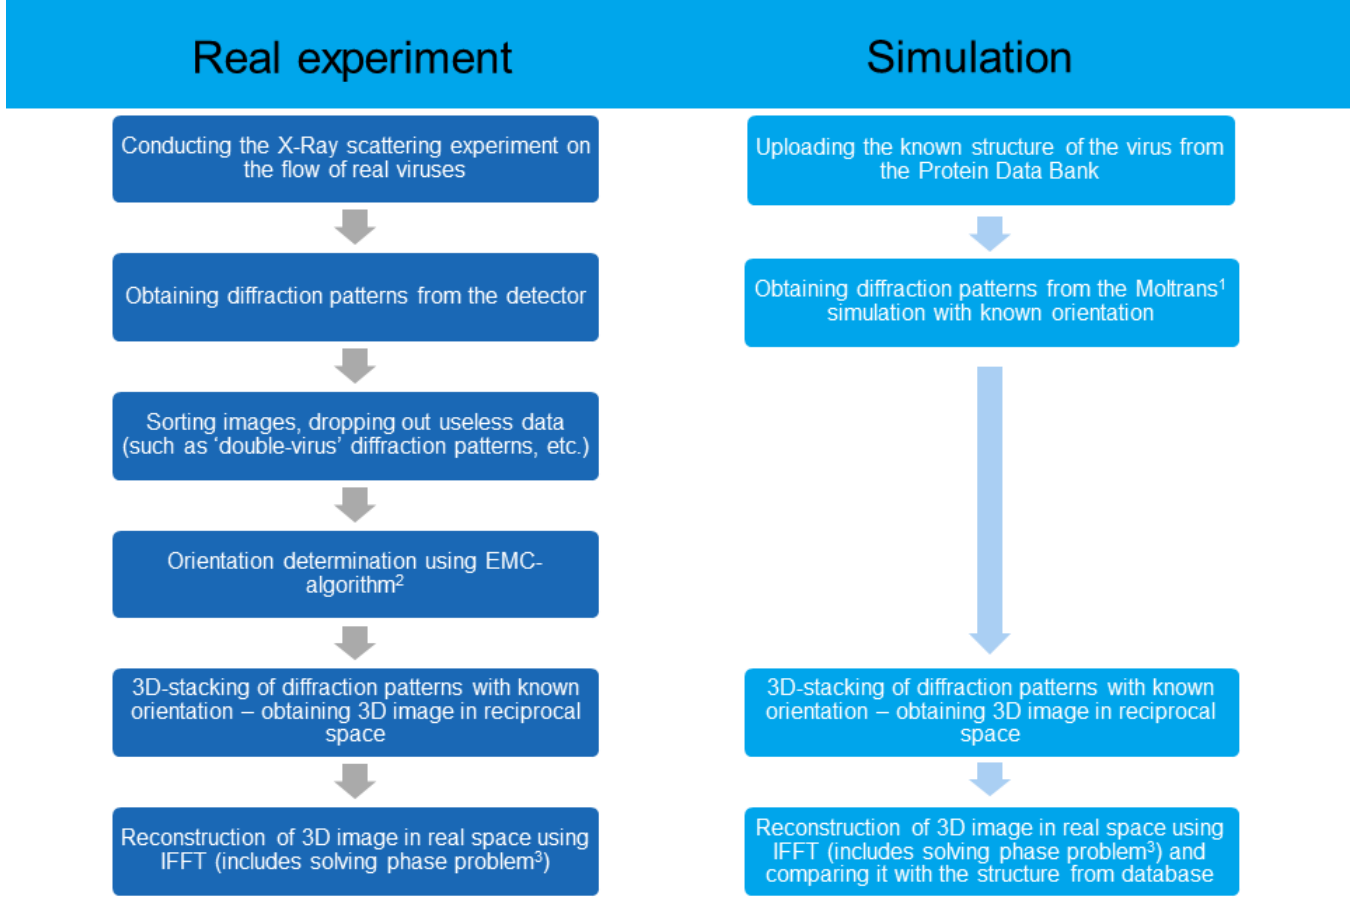 Real experiment
Simulation
Conducting the X-Ray scattering experiment on
the flow of real viruses
Obtaining diffraction patterns from the detector
Sorting images, dropping out useless data
(such as ‘double-virus’ diffraction patterns, etc.)
Orientation determination using EMC-
algorithm²
3D-stacking of diffraction patterns with known
orientation – obtaining 3D image in reciprocal
space
Reconstruction of 3D image in real space using
IFFT (includes solving phase problem³)
Uploading the known structure of the virus from
the Protein Data Bank
Obtaining diffraction patterns from the Moltrans¹
simulation with known orientation
3D-stacking of diffraction patterns with known
orientation – obtaining 3D image in reciprocal
space
Reconstruction of 3D image in real space using
IFFT (includes solving phase problem³) and
comparing it with the structure from database